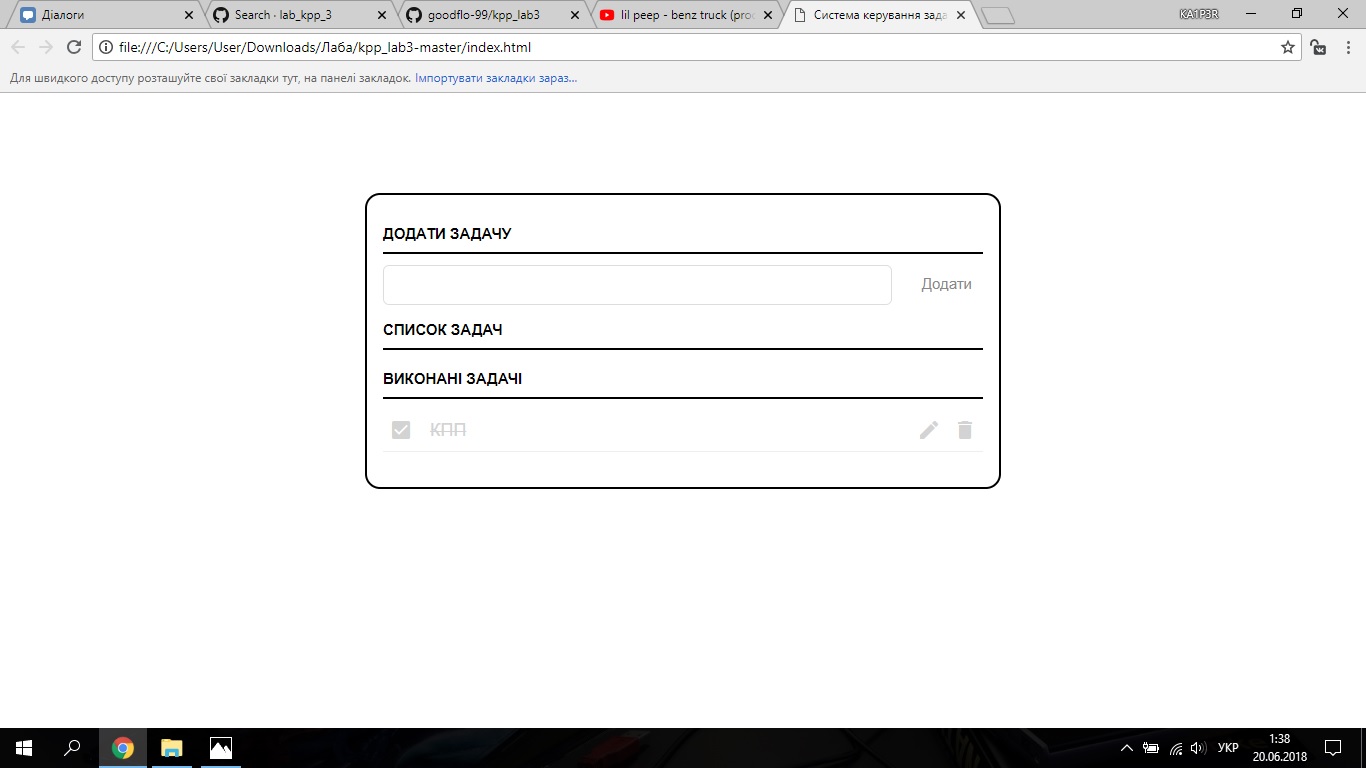 Діалоги
Search · lab_kpp_3
goodflo-99/kpp_lab3
lil peep - benz truck (proc
Система керування зада
KA1P3R
file:///C:/Users/User/Downloads/Лаба/kpp_lab3-master/index.html
Для швидкого доступу розташуйте свої закладки тут, на панелі закладок. Імпортувати закладки зараз...
ДОДАТИ ЗАДАЧУ
Додати
СПИСОК ЗАДАЧ
ВИКОНАНІ ЗАДАЧІ
КПП
УКР
1:38
20.06.2018